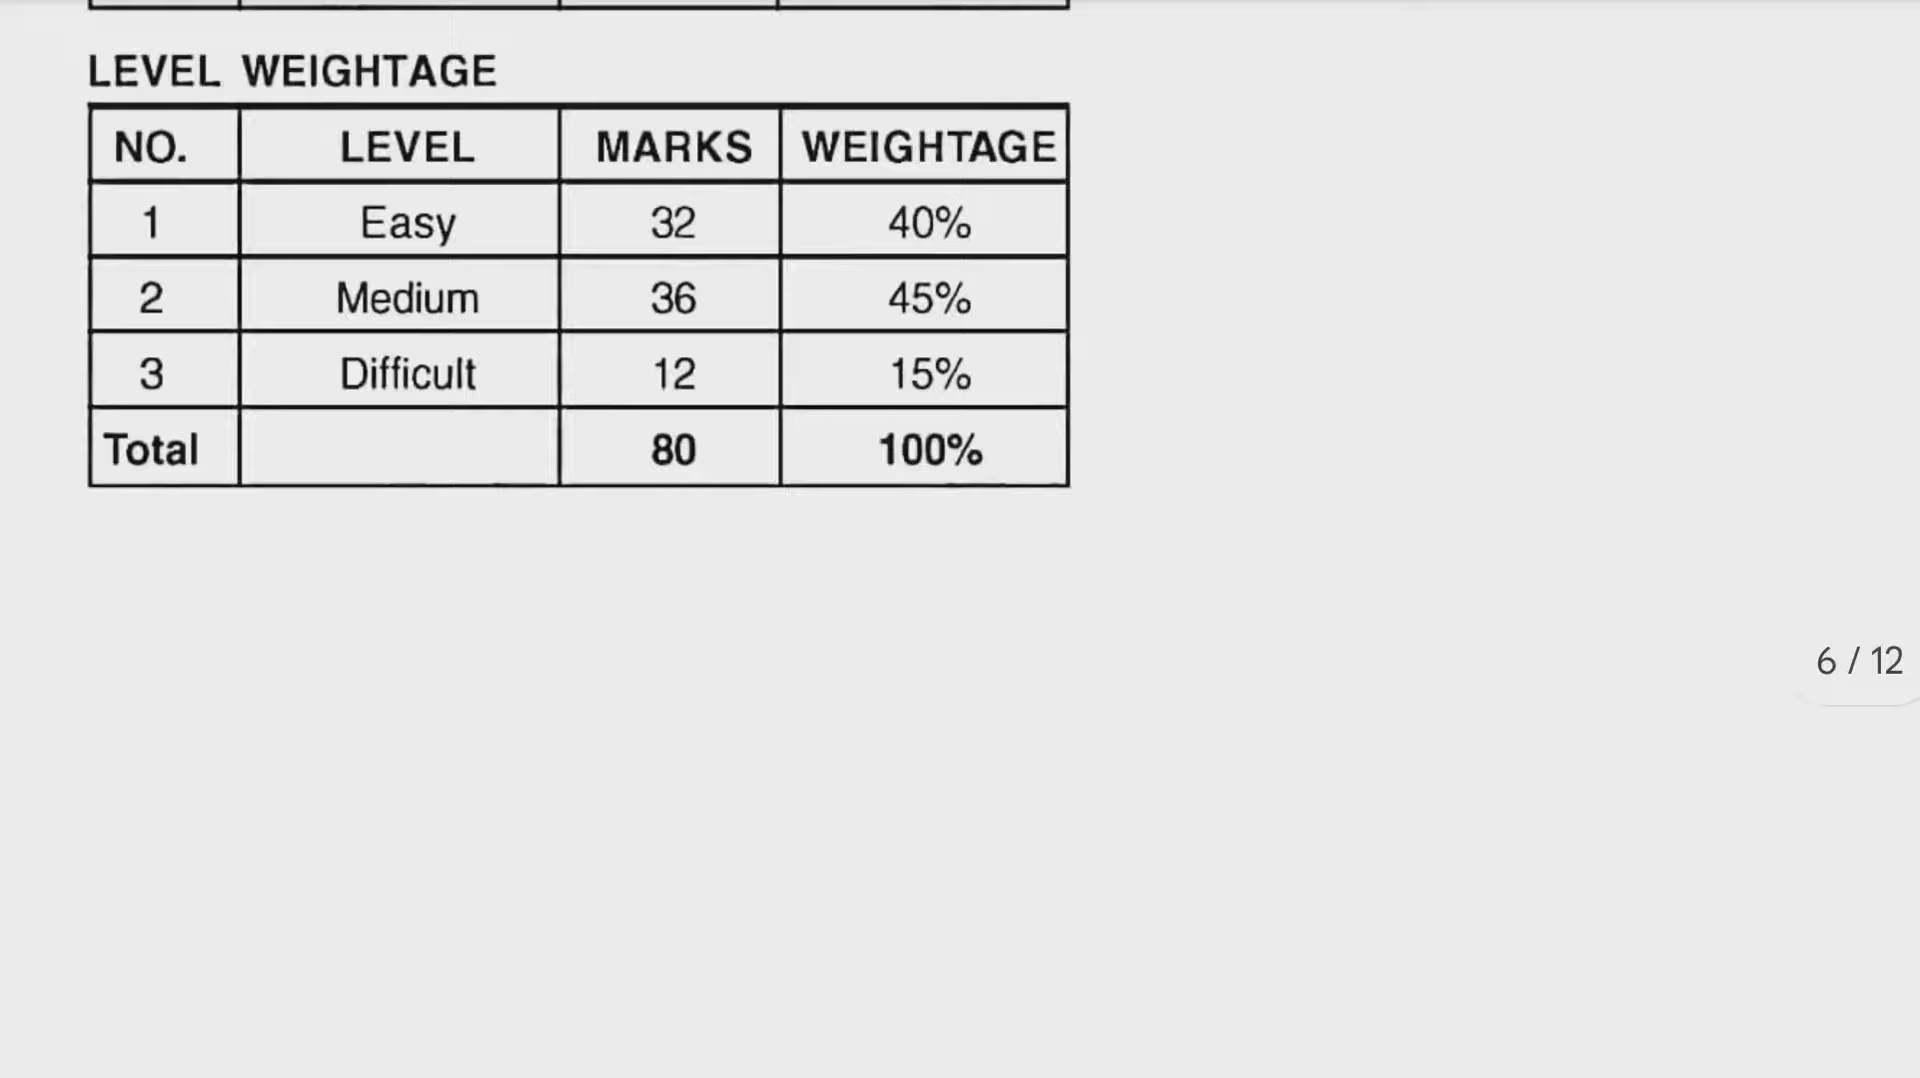 LEVEL WEIGHTAGE
NO. LEVEL MARKS WEIGHTAGE
1 Easy 32 40%
2 Medium 36 45%
3 Difficult 12 15%
Total 80 100%
6 / 12